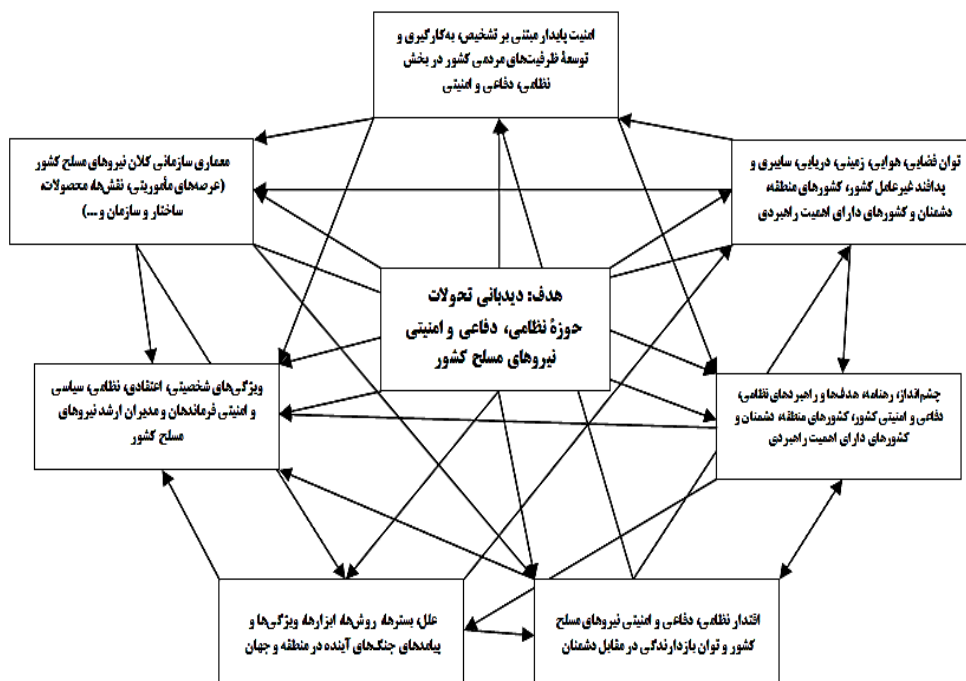 امنیت پایدار مبتنی بر تشخیص، به‌کارگیری و
توسعهٔ ظرفیت‌های مردمی کشور در بخش
نظامی، دفاعی و امنیتی
توان فضایی، هوایی، زمینی، دریایی، سایبری و
پدافند غیرعامل کشور، کشورهای منطقه،
دشمنان و کشورهای دارای اهمیت راهبردی
معماری سازمانی کلان نیروهای مسلح کشور
(عرصه‌های مأموریتی، نقش‌ها، محصولات،
ساختار و سازمان و ...)
هدف: دیدبانی تحولات
حوزهٔ نظامی، دفاعی و امنیتی
نیروهای مسلح کشور
چشم‌انداز، رهنامه، هدف‌ها و راهبردهای نظامی،
دفاعی و امنیتی کشور، کشورهای منطقه، دشمنان و
کشورهای دارای اهمیت راهبردی
ویژگی‌های شخصیتی، اعتقادی، نظامی، سیاسی
و امنیتی فرماندهان و مدیران ارشد نیروهای
مسلح کشور
اقتدار نظامی، دفاعی و امنیتی نیروهای مسلح
کشور و توان بازدارندگی در مقابل دشمنان
علل، بسترها، روش‌ها، ابزارها، ویژگی‌ها و
پیامدهای جنگ‌های آینده در منطقه و جهان